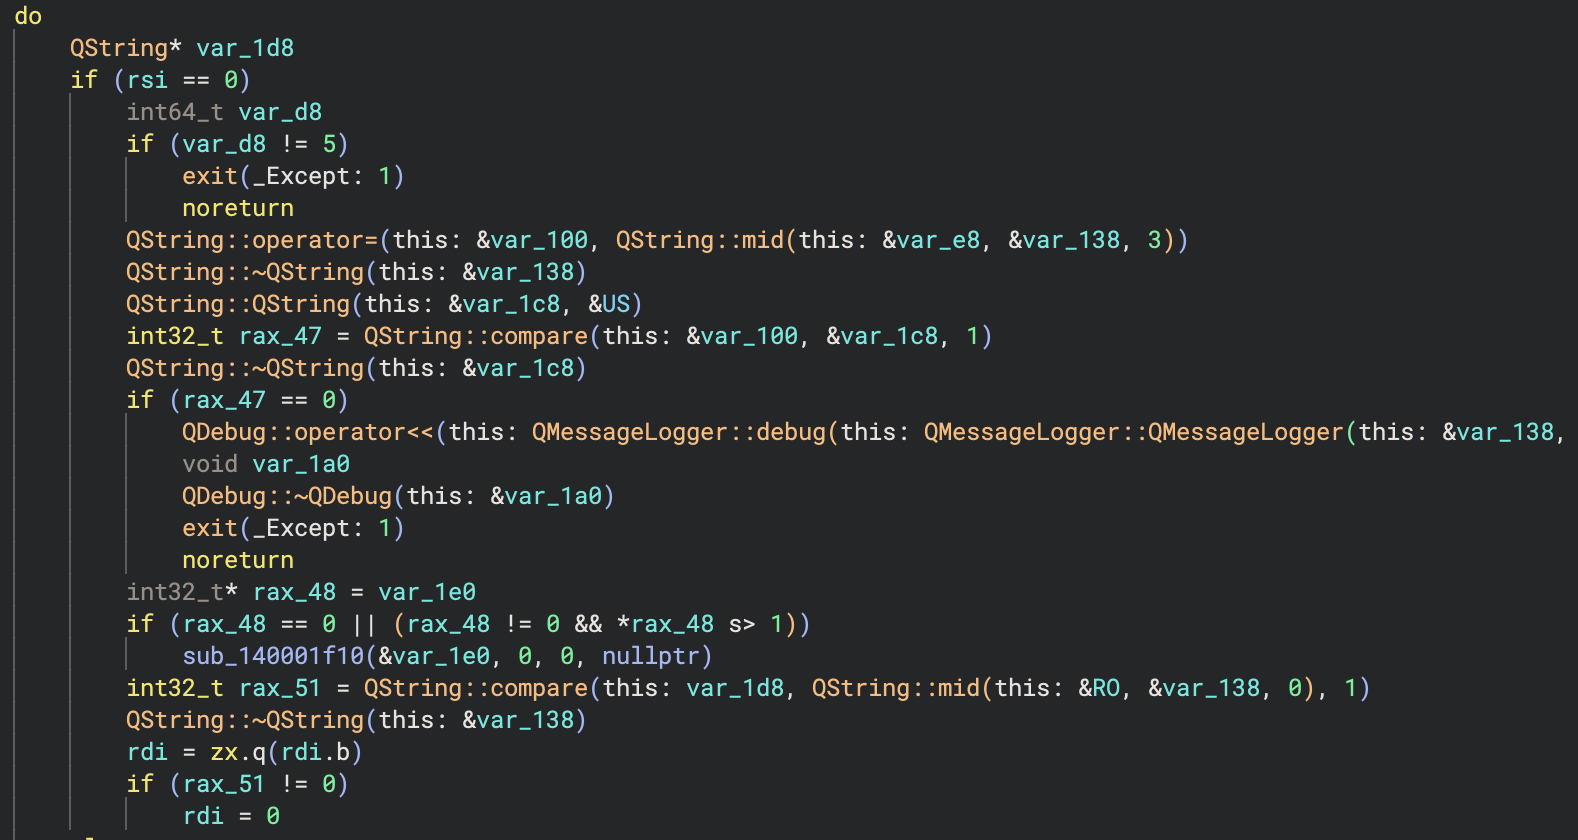 do
QString* var_1d8
if (rsi == 0)
int64_t var_d8
if (var_d8 != 5)
exit(_Except: 1)
noreturn
QString::operator=(this: &var_100, QString::mid(this: &var_e8, &var_138, 3))
QString::~QString(this: &var_138)
QString::QString(this: &var_1c8, &US)
int32_t rax_47 = QString::compare(this: &var_100, &var_1c8, 1)
QString::~QString(this: &var_1c8)
if (rax_47 == 0)
QDebug::operator<<(this: QMessageLogger::debug(this: QMessageLogger::QMessageLogger(this: &var_138,
void var_1a0
QDebug::~QDebug(this: &var_1a0)
exit(_Except: 1)
noreturn
int32_t* rax_48 = var_1e0
if (rax_48 == 0 || (rax_48 != 0 && *rax_48 s> 1))
sub_140001f10(&var_1e0, 0, 0, nullptr)
int32_t rax_51 = QString::compare(this: var_1d8, QString::mid(this: &RO, &var_138, 0), 1)
QString::~QString(this: &var_138)
rdi = zx.q(rdi.b)
if (rax_51 != 0)
rdi = 0